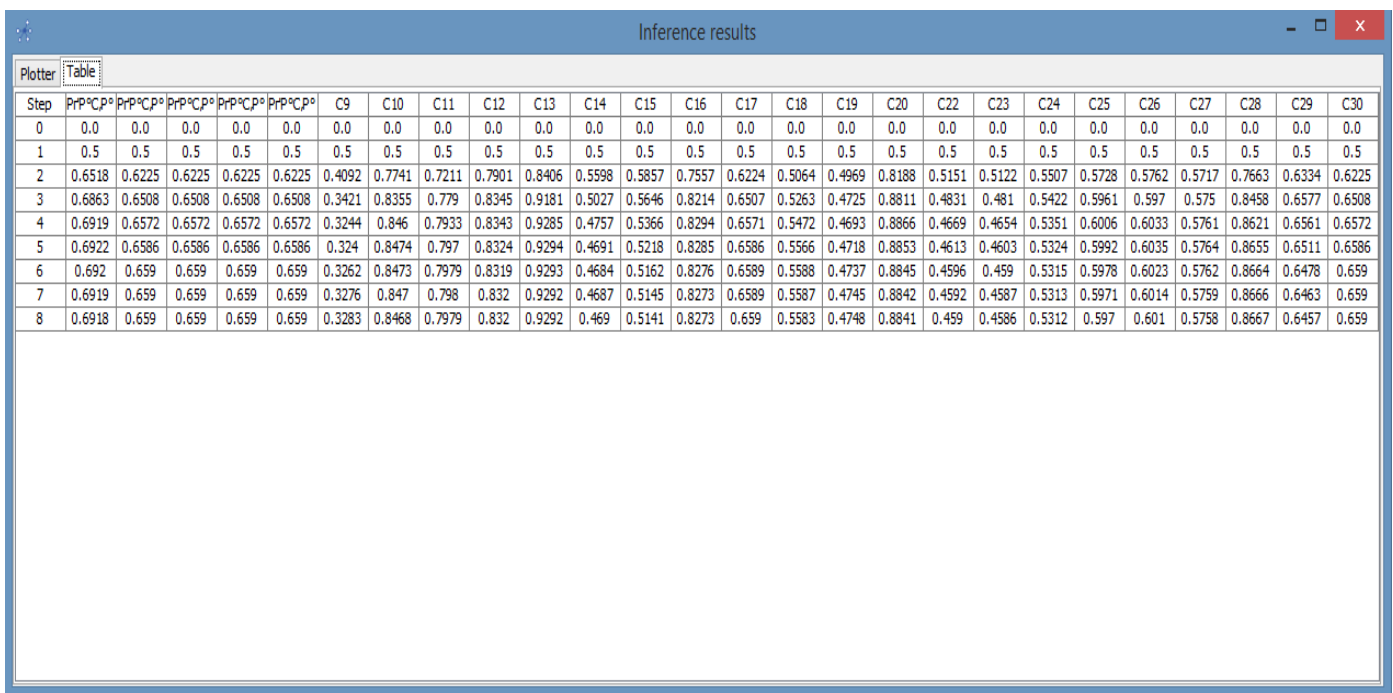 Inference results
Plotter Table
Step РґР°С‚Р° РґР°С‚Р° РґР°С‚Р° РґР°С‚Р° РґР°С‚Р° C9 C10 C11 C12 C13 C14 C15 C16 C17 C18 C19 C20 C22 C23 C24 C25 C26 C27 C28 C29 C30
0 0.0 0.0 0.0 0.0 0.0 0.0 0.0 0.0 0.0 0.0 0.0 0.0 0.0 0.0 0.0 0.0 0.0 0.0 0.0 0.0 0.0 0.0 0.0 0.0 0.0 0.0
1 0.5 0.5 0.5 0.5 0.5 0.5 0.5 0.5 0.5 0.5 0.5 0.5 0.5 0.5 0.5 0.5 0.5 0.5 0.5 0.5 0.5 0.5 0.5 0.5 0.5 0.5
2 0.6518 0.6225 0.6225 0.6225 0.6225 0.4092 0.7741 0.7211 0.7901 0.8406 0.5598 0.5857 0.7557 0.6224 0.5064 0.4969 0.8188 0.5151 0.5122 0.5507 0.5728 0.5762 0.5717 0.7663 0.6334 0.6225
3 0.6863 0.6508 0.6508 0.6508 0.6508 0.3421 0.8355 0.779 0.8345 0.9181 0.5027 0.5646 0.8214 0.6507 0.5263 0.4725 0.8811 0.4831 0.481 0.5422 0.5961 0.597 0.575 0.8458 0.6577 0.6508
4 0.6919 0.6572 0.6572 0.6572 0.6572 0.3244 0.846 0.7933 0.8343 0.9285 0.4757 0.5366 0.8294 0.6571 0.5472 0.4693 0.8866 0.4669 0.4654 0.5351 0.6006 0.6033 0.5761 0.8621 0.6561 0.6572
5 0.6922 0.6586 0.6586 0.6586 0.6586 0.324 0.8474 0.797 0.8324 0.9294 0.4691 0.5218 0.8285 0.6586 0.5566 0.4718 0.8853 0.4613 0.4603 0.5324 0.5992 0.6035 0.5764 0.8655 0.6511 0.6586
6 0.692 0.659 0.659 0.659 0.659 0.3262 0.8473 0.7979 0.8319 0.9293 0.4684 0.5162 0.8276 0.6589 0.5588 0.4737 0.8845 0.4596 0.459 0.5315 0.5978 0.6023 0.5762 0.8664 0.6478 0.659
7 0.6919 0.659 0.659 0.659 0.659 0.3276 0.847 0.798 0.832 0.9292 0.4687 0.5145 0.8273 0.6589 0.5587 0.4745 0.8842 0.4592 0.4587 0.5313 0.5971 0.6014 0.5759 0.8666 0.6463 0.659
8 0.6918 0.659 0.659 0.659 0.659 0.3283 0.8468 0.7979 0.832 0.9292 0.469 0.5141 0.8273 0.659 0.5583 0.4748 0.8841 0.459 0.4586 0.5312 0.597 0.601 0.5758 0.8667 0.6457 0.659